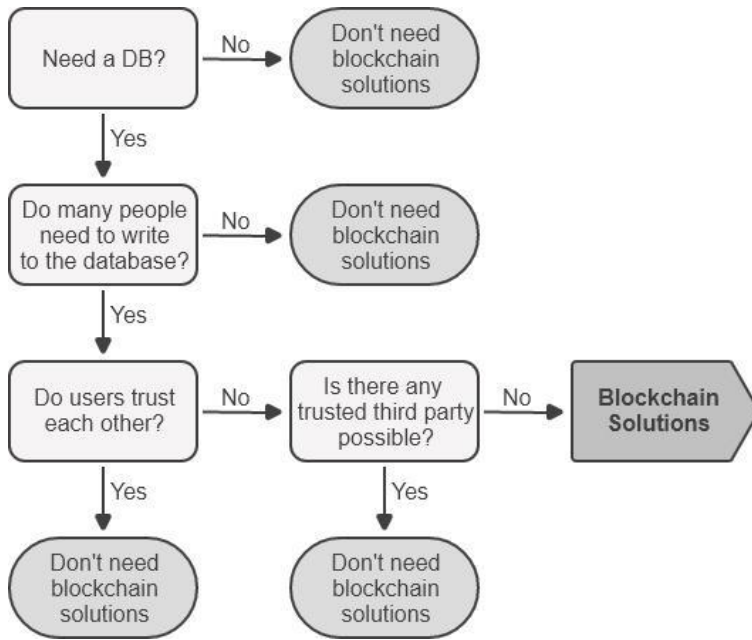 Need a DB?
No
Don't need
blockchain
solutions
Yes
Do many people
need to write
to the database?
No
Don't need
blockchain
solutions
Yes
Do users trust
each other?
No
Is there any
trusted third party
possible?
No
Blockchain
Solutions
Yes
Yes
Don't need
blockchain
solutions
Don't need
blockchain
solutions